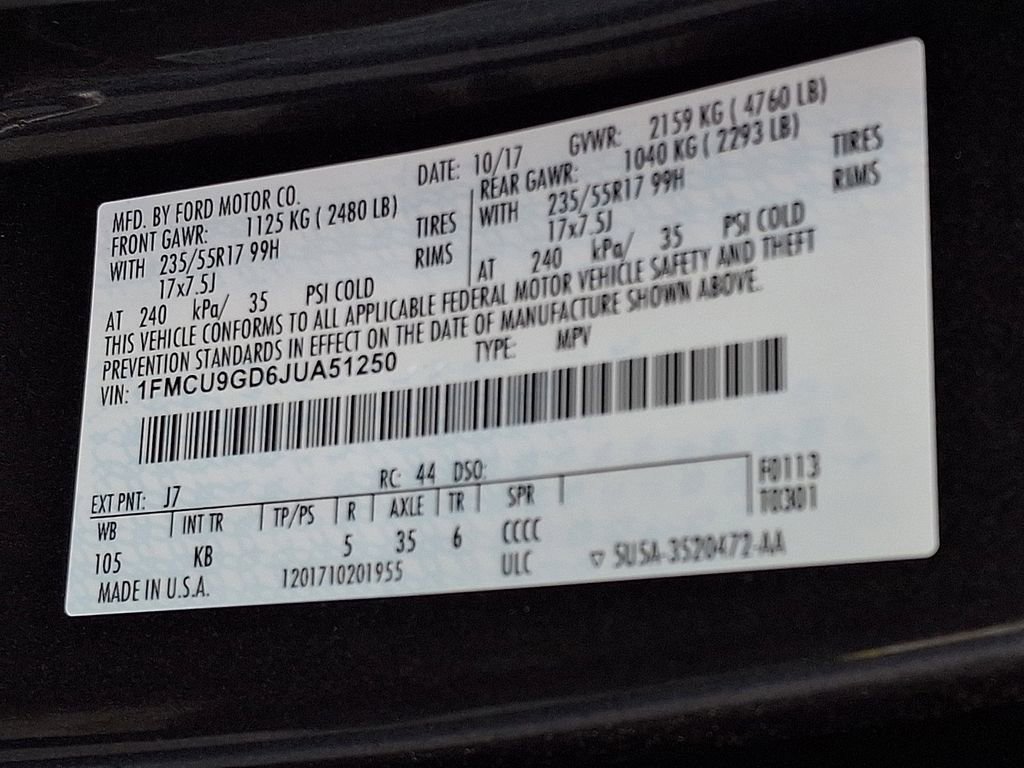 MFD. BY FORD MOTOR CO. DATE: 10/17 GVWR: 2159 KG ( 4760 LB)
FRONT GAWR: 1125 KG ( 2480 LB) REAR GAWR: 1040 KG ( 2293 LB)
WITH 235/55R17 99H TIRES WITH 235/55R17 99H TIRES
17x7.5J RIMS 17x7.5J RIMS
AT 240 kPa/ 35 PSI COLD AT 240 kPa/ 35 PSI COLD
THIS VEHICLE CONFORMS TO ALL APPLICABLE FEDERAL MOTOR VEHICLE SAFETY AND THEFT
PREVENTION STANDARDS IN EFFECT ON THE DATE OF MANUFACTURE SHOWN ABOVE.
VIN: 1FMCU9GD6JUA51250 TYPE: MPV
EXT PNT: J7 RC: 44 DSO: F0113
WB INT TR TP/PS R AXLE TR SPR
105 KB 5 35 6 CCCC
MADE IN U.S.A. 1201710201955 ULC ▽ 5U5A-3520472-AA